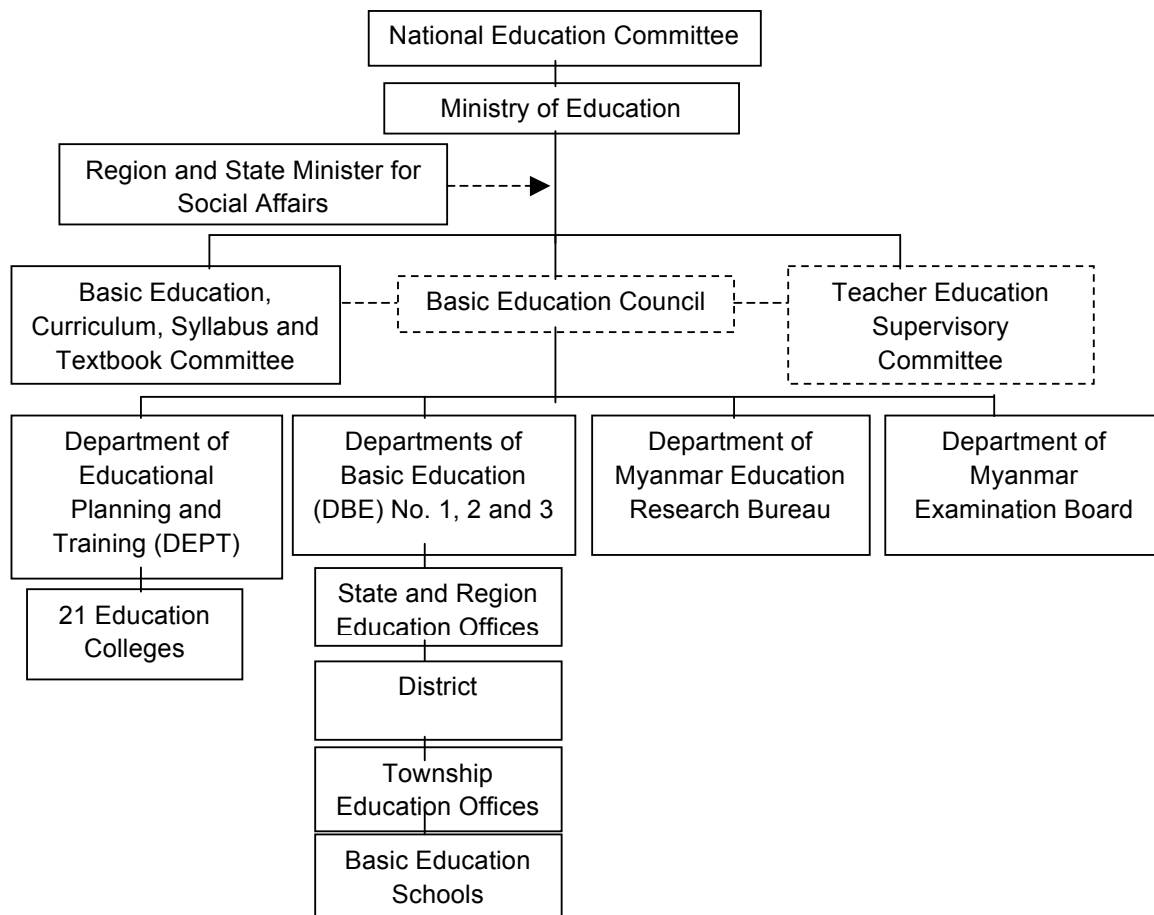 National Education Committee
Ministry of Education
Region and State Minister for
Social Affairs
Basic Education,
Curriculum, Syllabus and
Textbook Committee
Basic Education Council
Teacher Education
Supervisory
Committee
Department of
Educational
Planning and
Training (DEPT)
Departments of
Basic Education
(DBE) No. 1, 2 and 3
Department of
Myanmar Education
Research Bureau
Department of
Myanmar
Examination Board
21 Education
Colleges
State and Region
Education Offices
District
Township
Education Offices
Basic Education
Schools